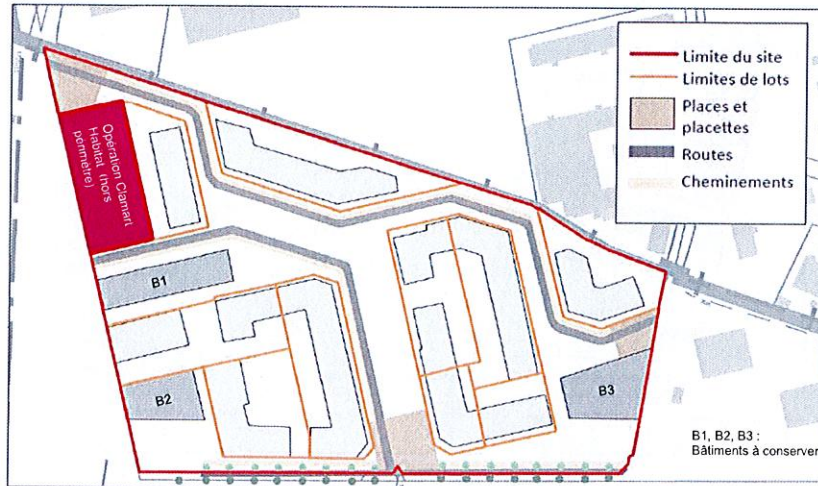 Limite du site
Limites de lots
Places et
placettes
Routes
Cheminements
Opération Clamart
Habitat (hors
périmètre)
B1
B2
B3
B1, B2, B3 :
Bâtiments à conserver